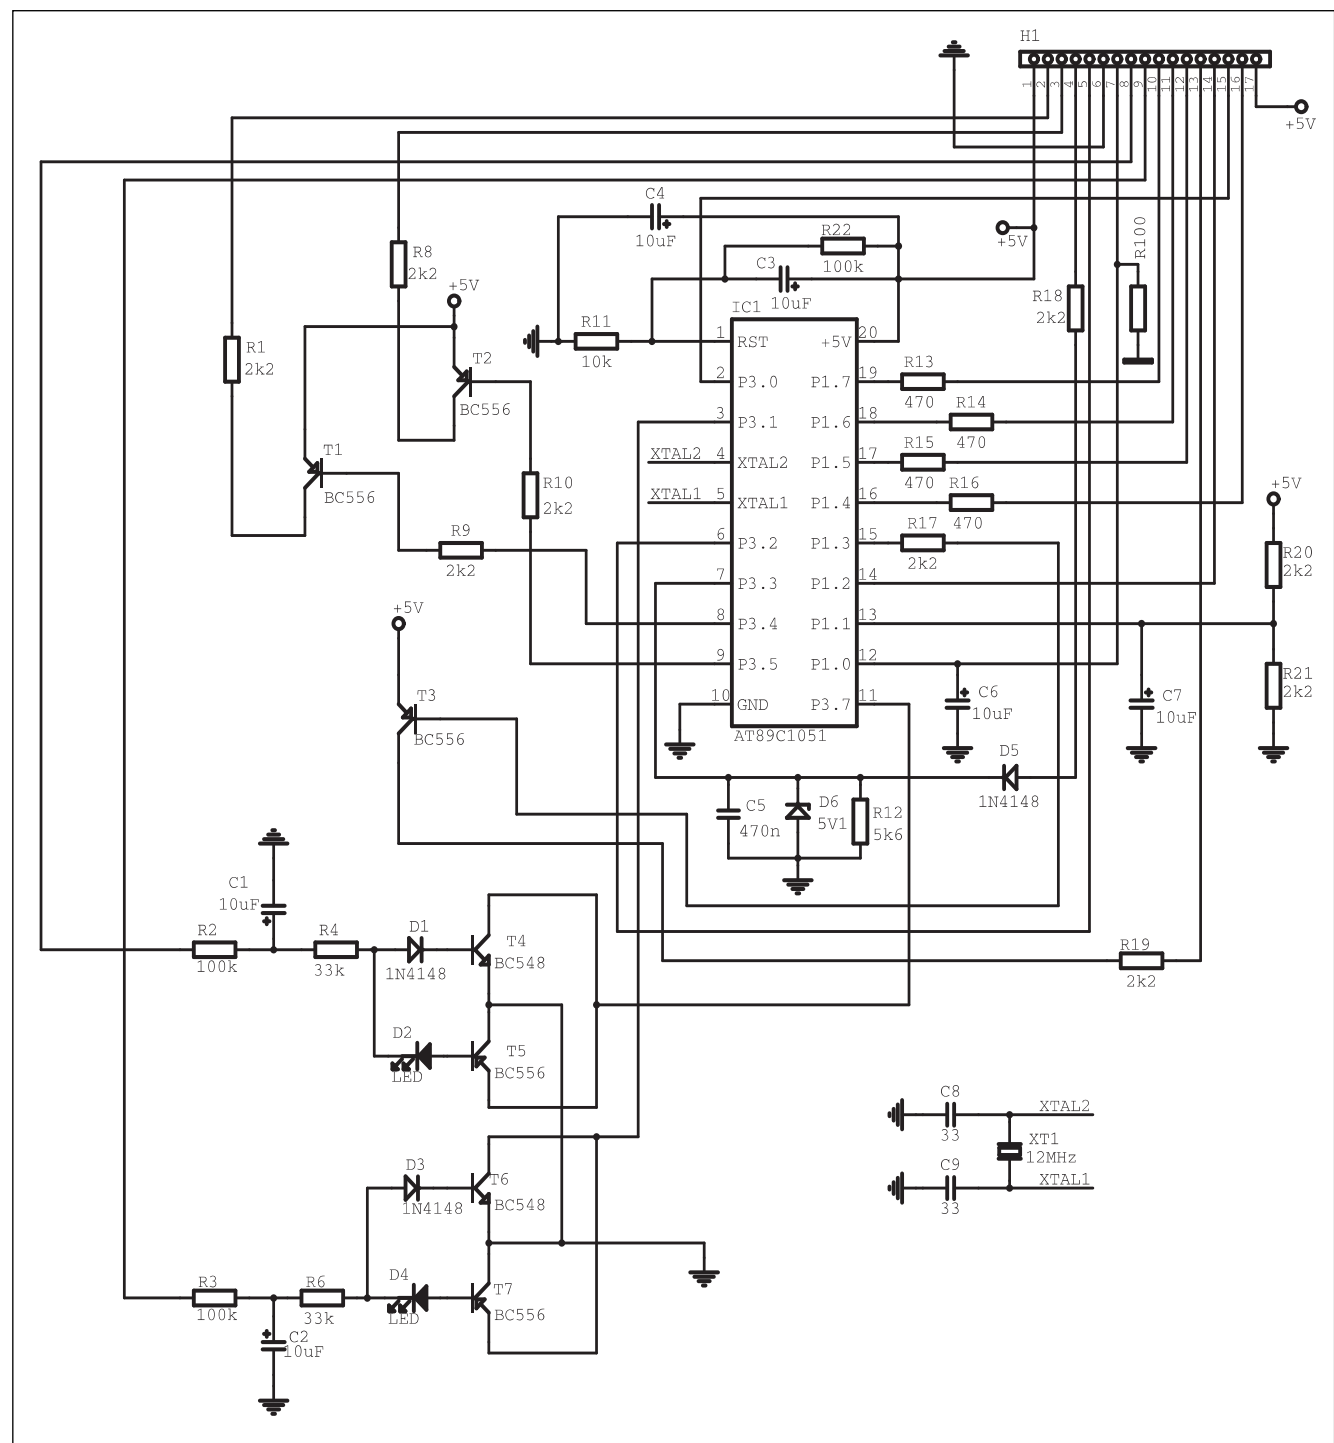 H1
1 2 3 4 5 6 7 8 9 10 11 12 13 14 15 16 17
+5V
C4
10uF
R22
100k
+5V
R100
R8
2k2
C3
10uF
+5V
R18
2k2
IC1
R11
10k
1 RST +5V 20
R1
2k2
T2
BC556
R13
470
2 P3.0 P1.7 19
R14
470
3 P3.1 P1.6 18
T1
BC556
R15
470
XTAL2 4 XTAL2 P1.5 17
R10
2k2
R16
470
XTAL1 5 XTAL1 P1.4 16
+5V
R9
2k2
R17
2k2
6 P3.2 P1.3 15
R20
2k2
7 P3.3 P1.2 14
+5V
8 P3.4 P1.1 13
9 P3.5 P1.0 12
R21
2k2
T3
BC556
10 GND P3.7 11
AT89C1051
C6
10uF
C7
10uF
D5
1N4148
C5
470n
D6
5V1
R12
5k6
C1
10uF
R2
100k
R4
33k
D1
1N4148
T4
BC548
R19
2k2
D2
LED
T5
BC556
C8
33
XTAL2
XT1
12MHz
C9
33
XTAL1
D3
1N4148
T6
BC548
R3
100k
R6
33k
D4
LED
T7
BC556
C2
10uF